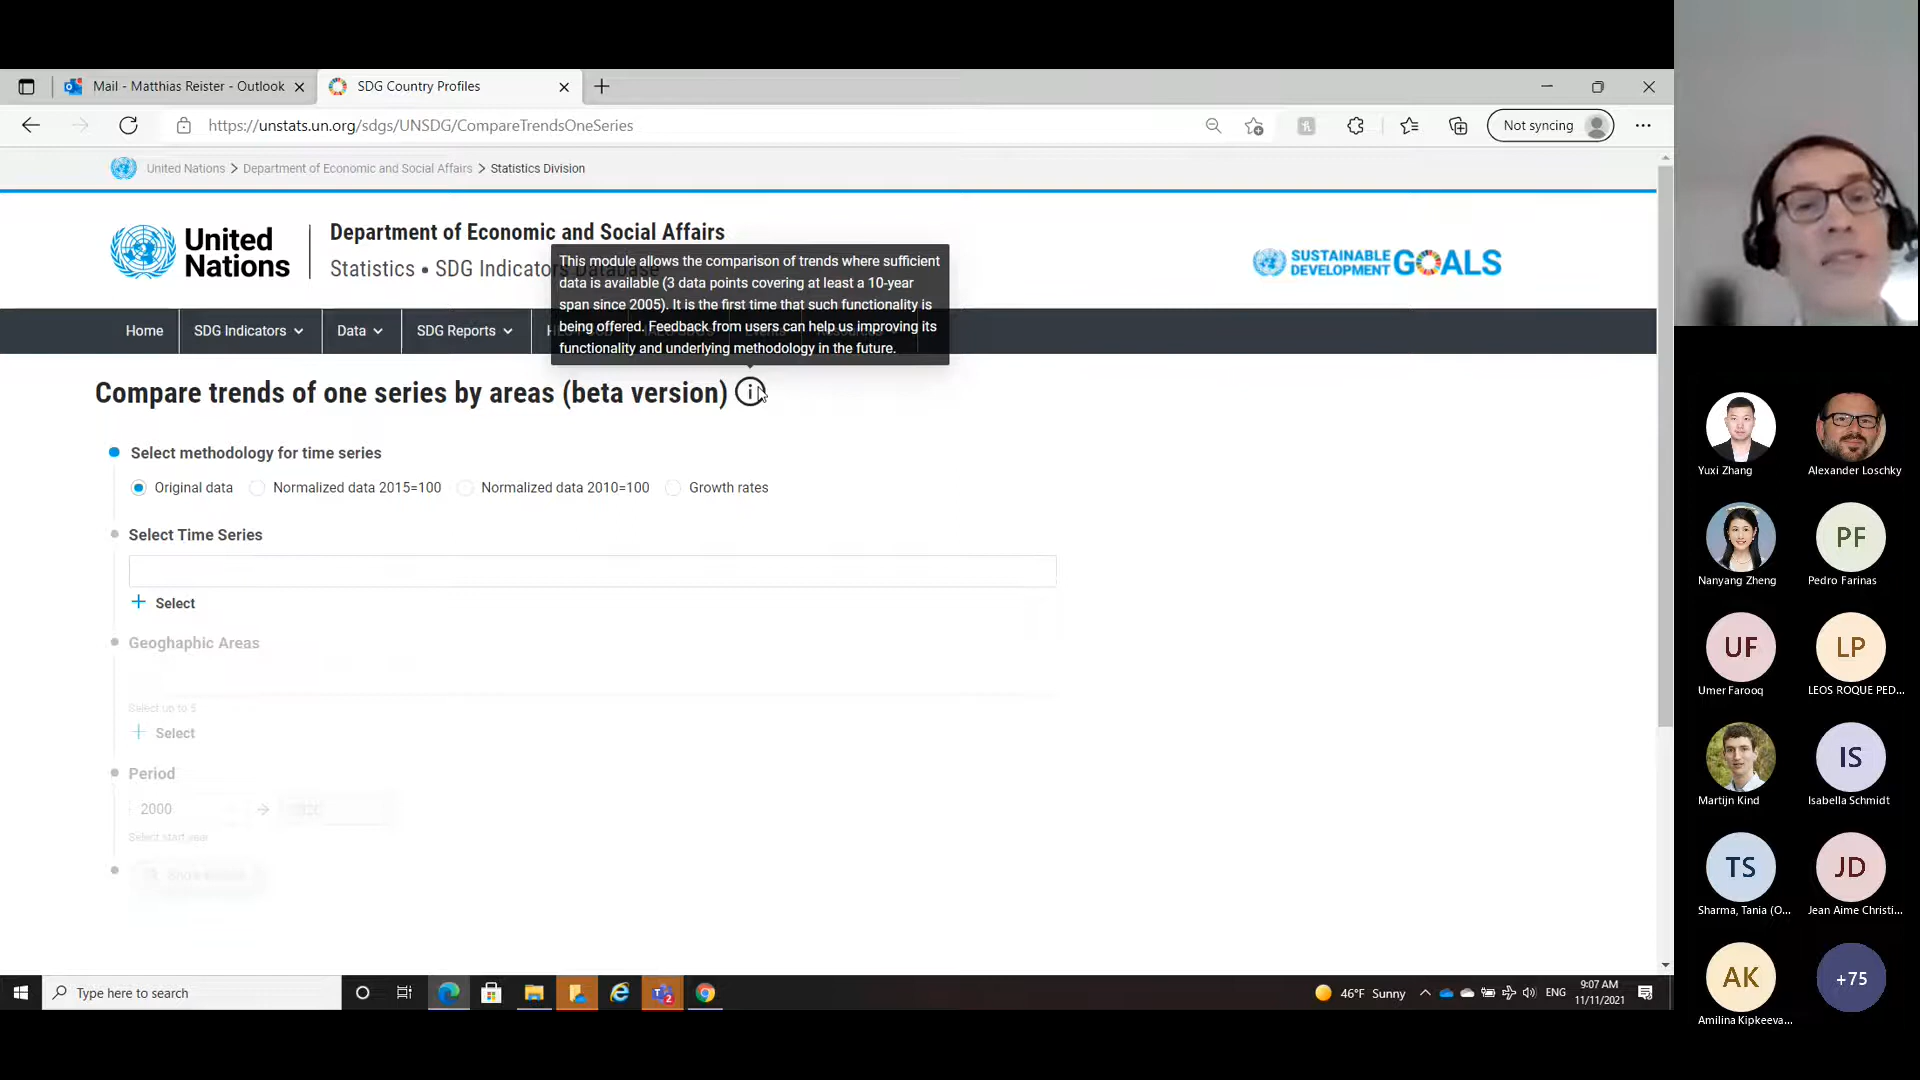 Mail - Matthias Reister - Outlook
SDG Country Profiles
https://unstats.un.org/sdgs/UNSDG/CompareTrendsOneSeries
Not syncing
United Nations > Department of Economic and Social Affairs > Statistics Division
United
Nations
Department of Economic and Social Affairs
Statistics • SDG Indicators Database
SUSTAINABLE
DEVELOPMENT GOALS
This module allows the comparison of trends where sufficient
data is available (3 data points covering at least a 10-year
span since 2005). It is the first time that such functionality is
being offered. Feedback from users can help us improving its
functionality and underlying methodology in the future.
Home
SDG Indicators
Data
SDG Reports
Compare trends of one series by areas (beta version)
Select methodology for time series
Original data
Normalized data 2015=100
Normalized data 2010=100
Growth rates
Select Time Series
+ Select
Geoghaphic Areas
Select up to 5
+ Select
Period
2000
Select start year
Type here to search
46°F Sunny
ENG
9:07 AM
11/11/2021
Yuxi Zhang
Alexander Loschky
Nanyang Zheng
PF
Pedro Farinas
UF
Umer Farooq
LP
LEOS ROQUE PED...
Martijn Kind
IS
Isabella Schmidt
TS
Sharma, Tania (O...
JD
Jean Aime Christi...
AK
Amilina Kipkeeva...
+75